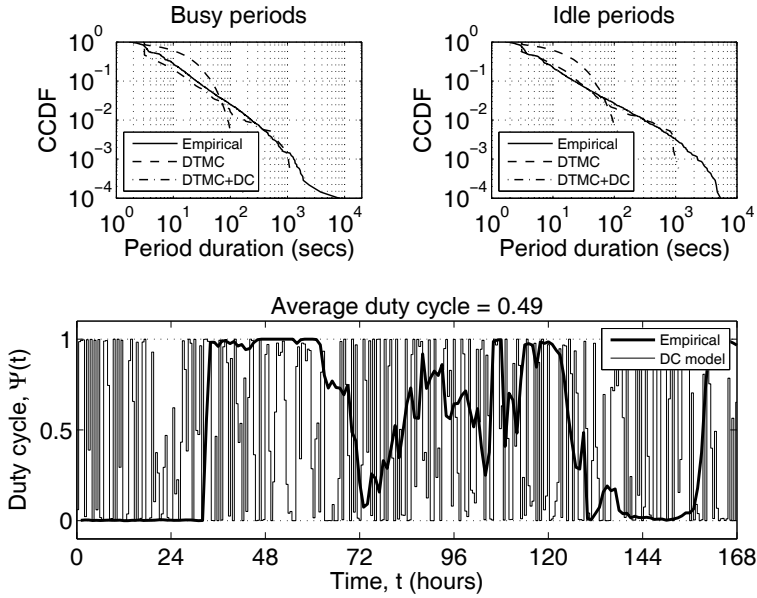 Busy periods
Idle periods
CCDF
10^0
10^-1
10^-2
10^-3
10^-4
Empirical
DTMC
DTMC+DC
10^0 10^1 10^2 10^3 10^4
Period duration (secs)
CCDF
10^0
10^-1
10^-2
10^-3
10^-4
Empirical
DTMC
DTMC+DC
10^0 10^1 10^2 10^3 10^4
Period duration (secs)
Average duty cycle = 0.49
Duty cycle, Ψ(t)
1
0.5
0
Empirical
DC model
0 24 48 72 96 120 144 168
Time, t (hours)